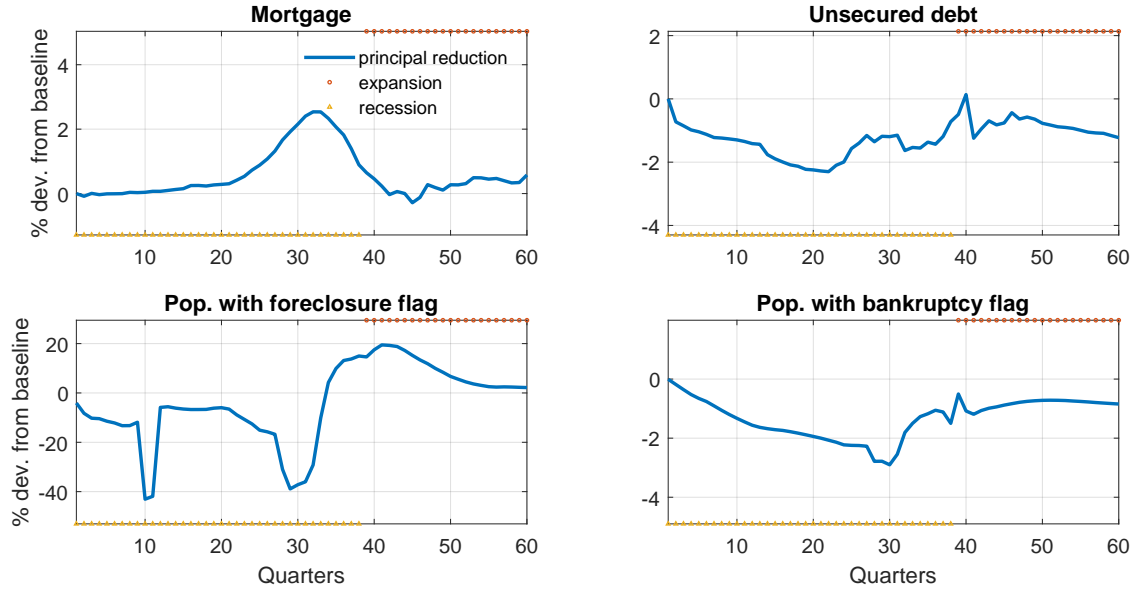 Mortgage
% dev. from baseline
4
2
0
10 20 30 40 50 60
principal reduction
expansion
recession
Unsecured debt
2
0
-2
-4
10 20 30 40 50 60
Pop. with foreclosure flag
% dev. from baseline
20
0
-20
-40
10 20 30 40 50 60
Quarters
Pop. with bankruptcy flag
0
-2
-4
10 20 30 40 50 60
Quarters